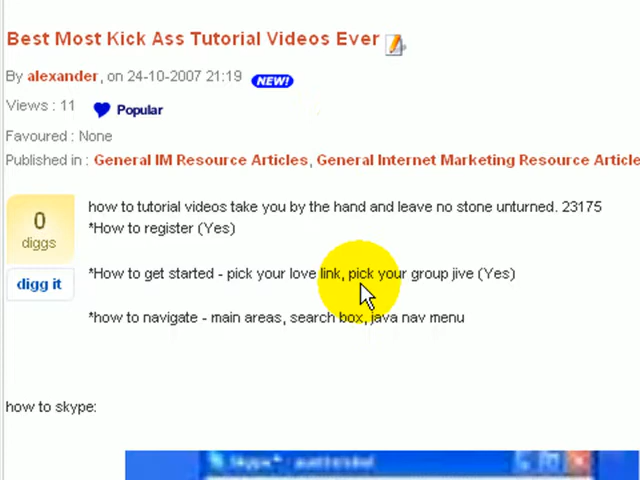 Best Most Kick Ass Tutorial Videos Ever
By alexander, on 24-10-2007 21:19 NEW!
Views : 11 Popular
Favoured : None
Published in : General IM Resource Articles, General Internet Marketing Resource Article
0
diggs
digg it
how to tutorial videos take you by the hand and leave no stone unturned. 23175
*How to register (Yes)
*How to get started - pick your love link, pick your group jive (Yes)
*how to navigate - main areas, search box, java nav menu
how to skype: